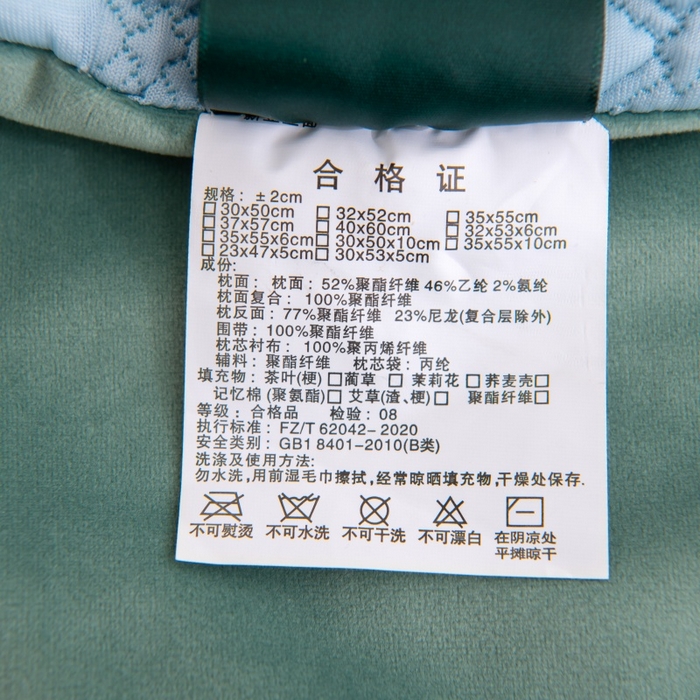 合格证
规格: ±2cm
□30x50cm □32x52cm □35x55cm
□37x57cm □40x60cm □32x53x6cm
□35x55x6cm □30x50x10cm □35x55x10cm
□23x47x5cm □30x53x5cm
成份:
枕面: 枕面: 52%聚酯纤维 46%乙纶 2%氨纶
枕面复合: 100%聚酯纤维
枕反面: 77%聚酯纤维 23%尼龙(复合层除外)
围带: 100%聚酯纤维
枕芯衬布: 100%聚丙烯纤维
辅料: 聚酯纤维 枕芯袋: 丙纶
填充物: 茶叶(梗)□蔺草 □ 茉莉花 □荞麦壳□
记忆棉(聚氨酯)□艾草(渣、梗)□ 聚酯纤维□
等级: 合格品 检验: 08
执行标准: FZ/T 62042-2020
安全类别: GB18401-2010(B类)
洗涤及使用方法:
勿水洗,用前湿毛巾擦拭,经常晾晒填充物,干燥处保存.
不可熨烫 不可水洗 不可干洗 不可漂白 在阴凉处
平摊晾干